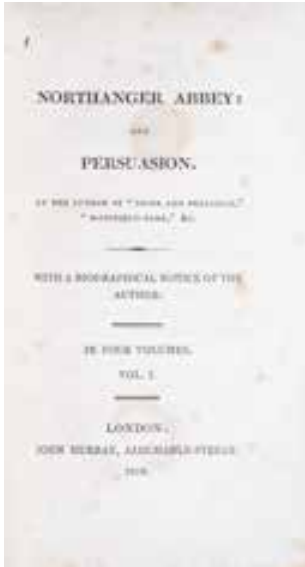 NORTHANGER ABBEY:
AND
PERSUASION.
BY THE AUTHOR OF "PRIDE AND PREJUDICE,"
"MANSFIELD-PARK," &c.
WITH A BIOGRAPHICAL NOTICE OF THE
AUTHOR.
IN FOUR VOLUMES.
VOL. I.
LONDON:
JOHN MURRAY, ALBEMARLE-STREET.
1818.